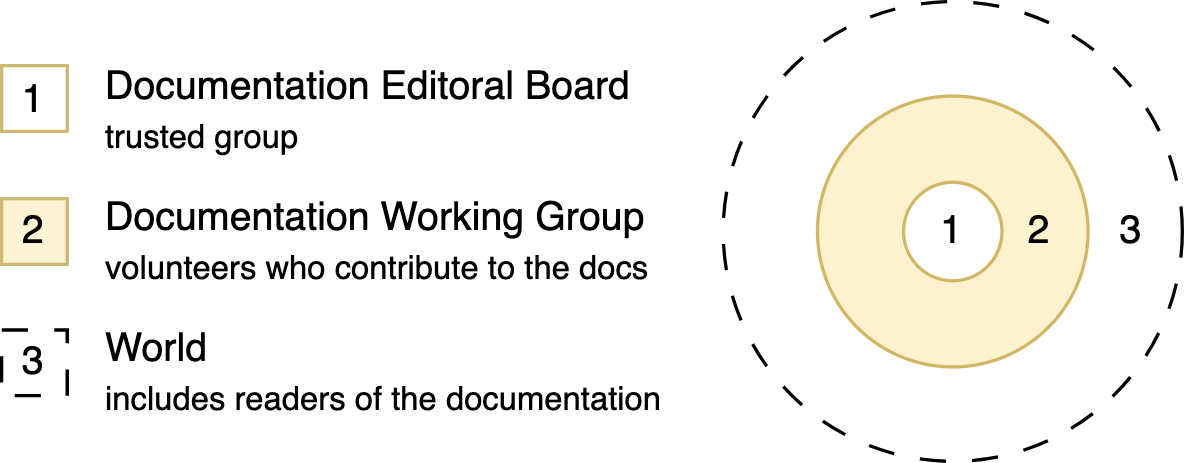 1 Documentation Editoral Board
trusted group
2 Documentation Working Group
volunteers who contribute to the docs
3 World
includes readers of the documentation
1 2 3